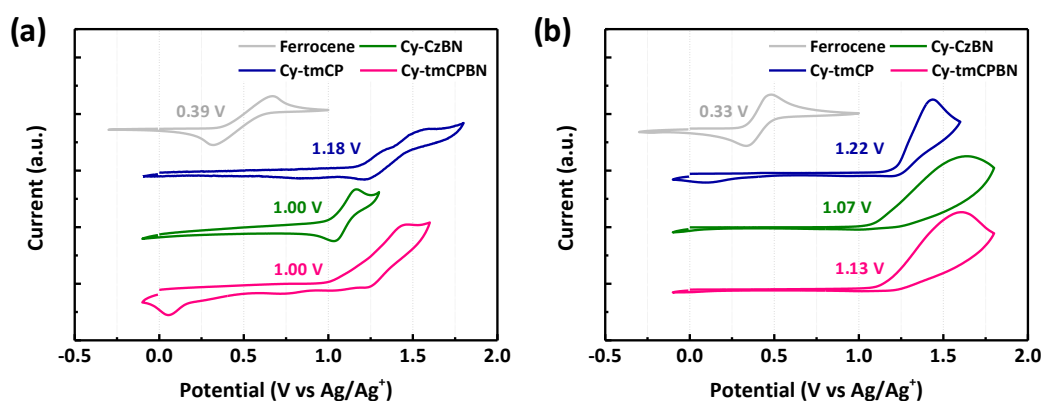 (a)
Ferrocene
Cy-CzBN
Cy-tmCP
Cy-tmCPBN
0.39 V
1.18 V
1.00 V
1.00 V
Current (a.u.)
-0.5 0.0 0.5 1.0 1.5 2.0
Potential (V vs Ag/Ag⁺)
(b)
Ferrocene
Cy-CzBN
Cy-tmCP
Cy-tmCPBN
0.33 V
1.22 V
1.07 V
1.13 V
Current (a.u.)
-0.5 0.0 0.5 1.0 1.5 2.0
Potential (V vs Ag/Ag⁺)